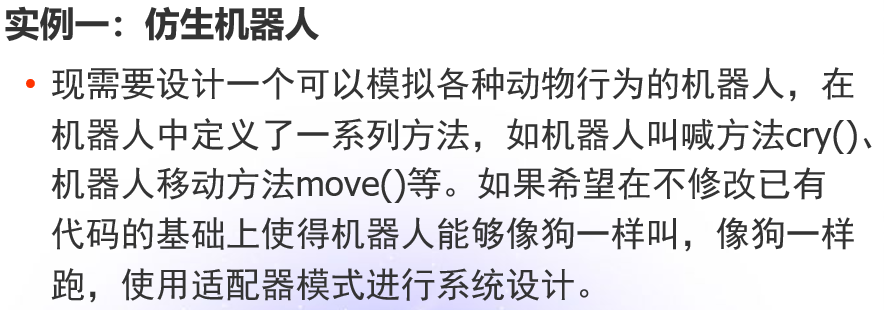 实例一：仿生机器人
• 现需要设计一个可以模拟各种动物行为的机器人，在
机器人中定义了一系列方法，如机器人叫喊方法cry()、
机器人移动方法move()等。如果希望在不修改已有
代码的基础上使得机器人能够像狗一样叫，像狗一样
跑，使用适配器模式进行系统设计。